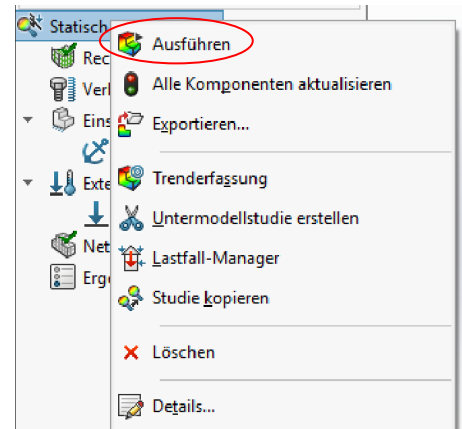 Statisch
Ausführen
Rec
Alle Komponenten aktualisieren
Verl
Eins
Exportieren...
Exte
Trenderfassung
Untermodellstudie erstellen
Net
Lastfall-Manager
Erge
Studie kopieren
Löschen
Details...